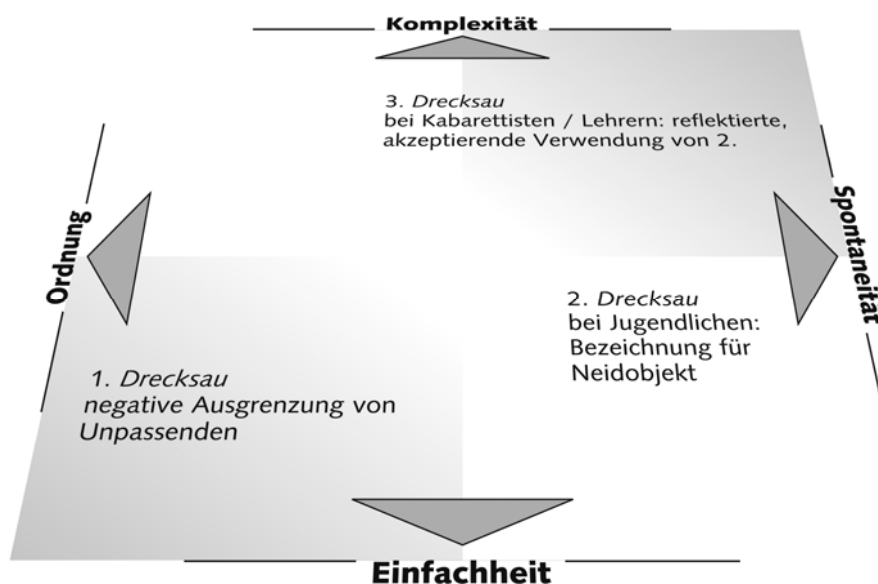 Komplexität
3. Drecksau
bei Kabarettisten / Lehrern: reflektierte,
akzeptierende Verwendung von 2.
Ordnung
Spontaneität
2. Drecksau
bei Jugendlichen:
Bezeichnung für
Neidobjekt
1. Drecksau
negative Ausgrenzung von
Unpassenden
Einfachheit